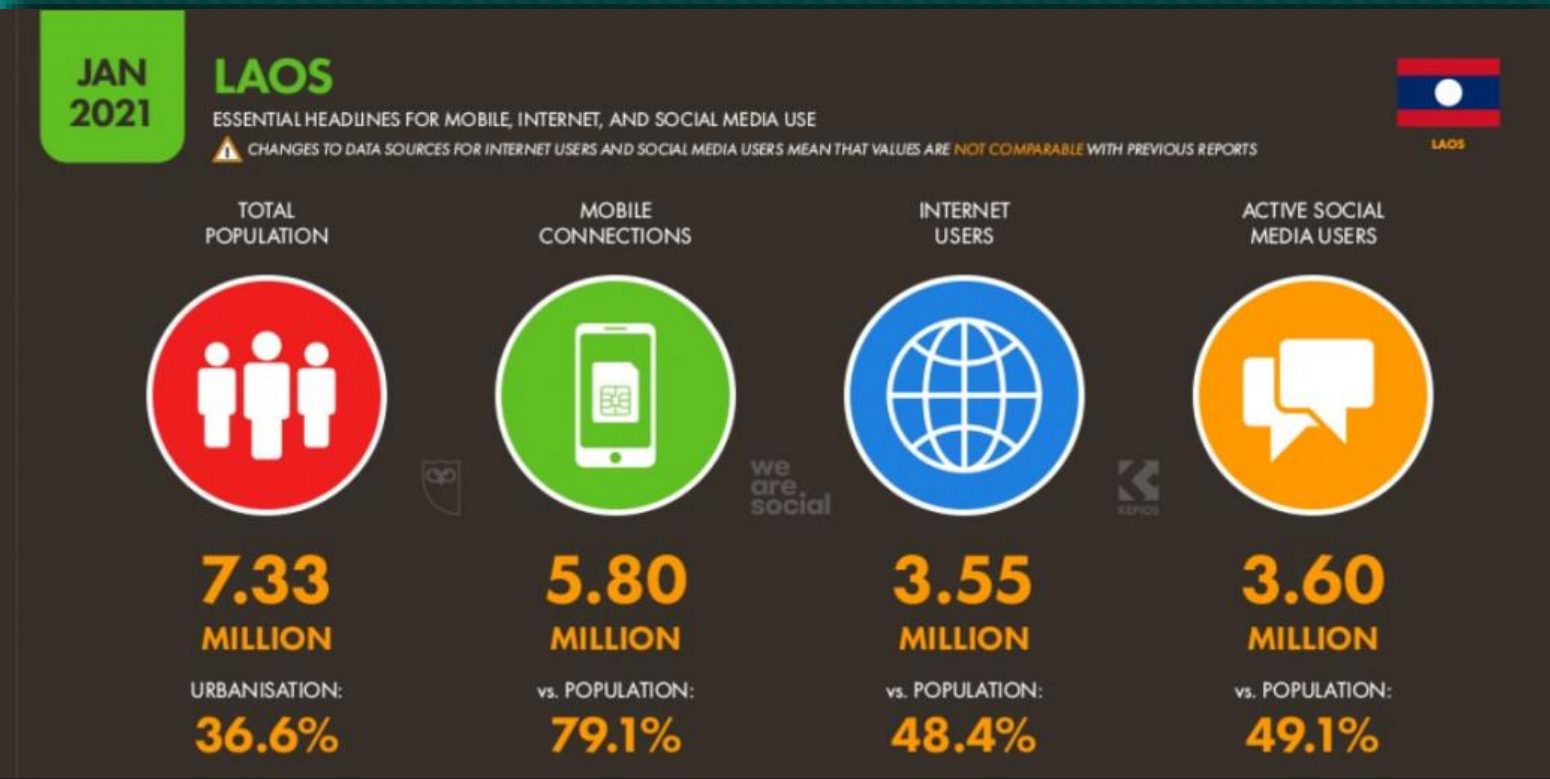 JAN
2021
LAOS
ESSENTIAL HEADLINES FOR MOBILE, INTERNET, AND SOCIAL MEDIA USE
CHANGES TO DATA SOURCES FOR INTERNET USERS AND SOCIAL MEDIA USERS MEAN THAT VALUES ARE NOT COMPARABLE WITH PREVIOUS REPORTS
LAOS
TOTAL
POPULATION
7.33
MILLION
URBANISATION:
36.6%
MOBILE
CONNECTIONS
5.80
MILLION
vs. POPULATION:
79.1%
INTERNET
USERS
3.55
MILLION
vs. POPULATION:
48.4%
ACTIVE SOCIAL
MEDIA USERS
3.60
MILLION
vs. POPULATION:
49.1%
we
are.
social
KEPIOS